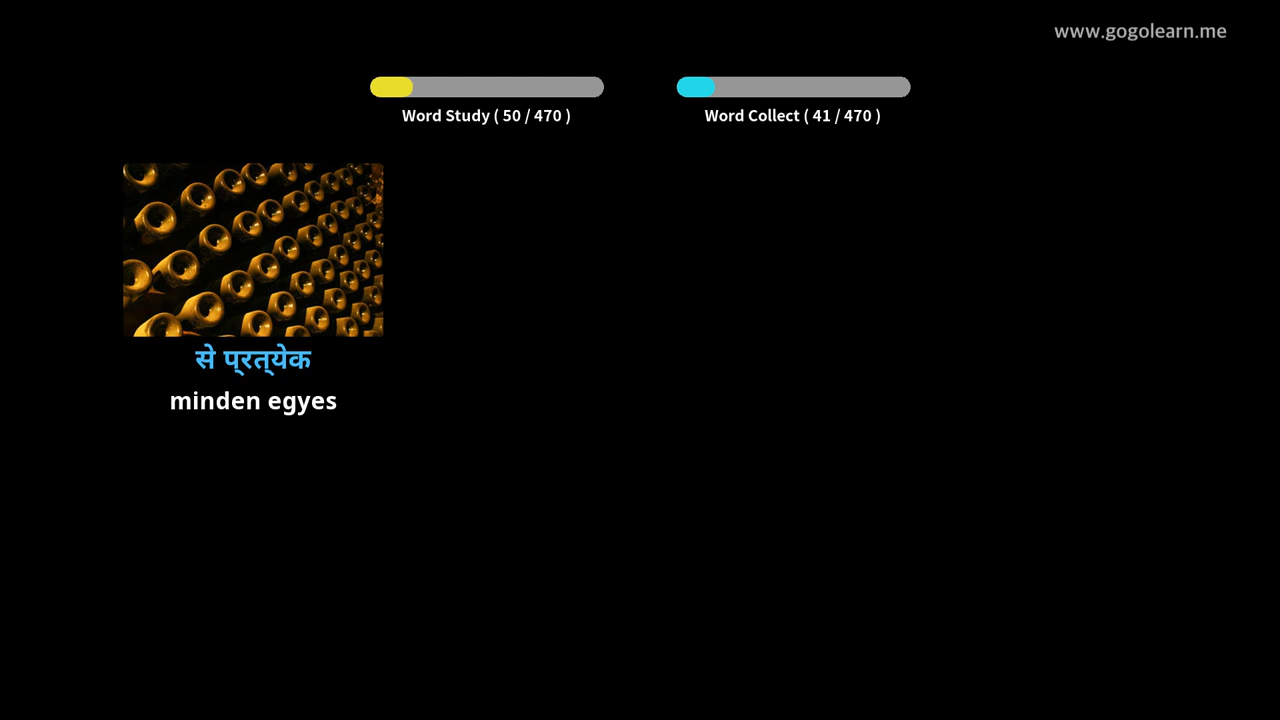 www.gogolearn.me
Word Study ( 50 / 470 )
Word Collect ( 41 / 470 )
से प्रत्येक
minden egyes